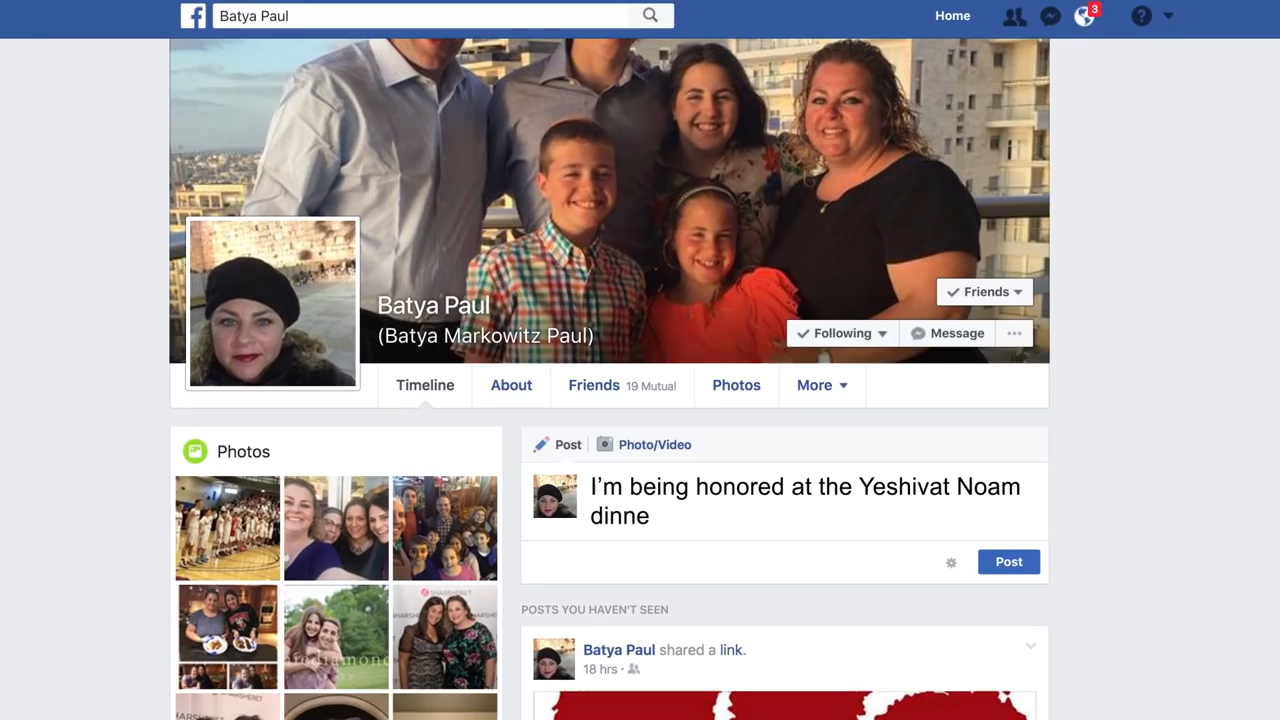 f
Batya Paul
Home
3
?
Batya Paul
(Batya Markowitz Paul)
Friends
Following
Message
Timeline
About
Friends 19 Mutual
Photos
More
Photos
Post
Photo/Video
I’m being honored at the Yeshivat Noam
dinne
Post
SHARSHERET
POSTS YOU HAVEN'T SEEN
Batya Paul shared a link.
18 hrs ·